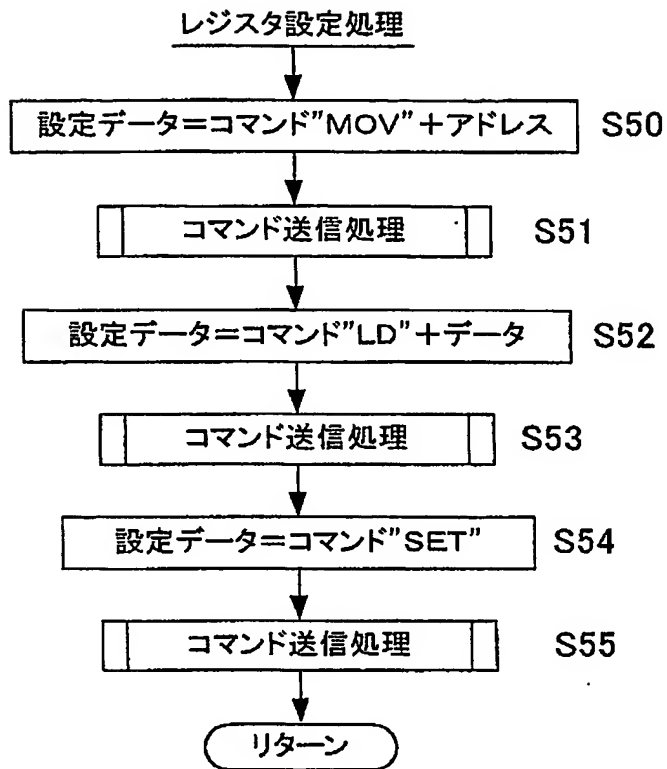 レジスタ設定処理
設定データ=コマンド”MOV”+アドレス S50
コマンド送信処理 S51
設定データ=コマンド”LD”+データ S52
コマンド送信処理 S53
設定データ=コマンド”SET” S54
コマンド送信処理 S55
リターン